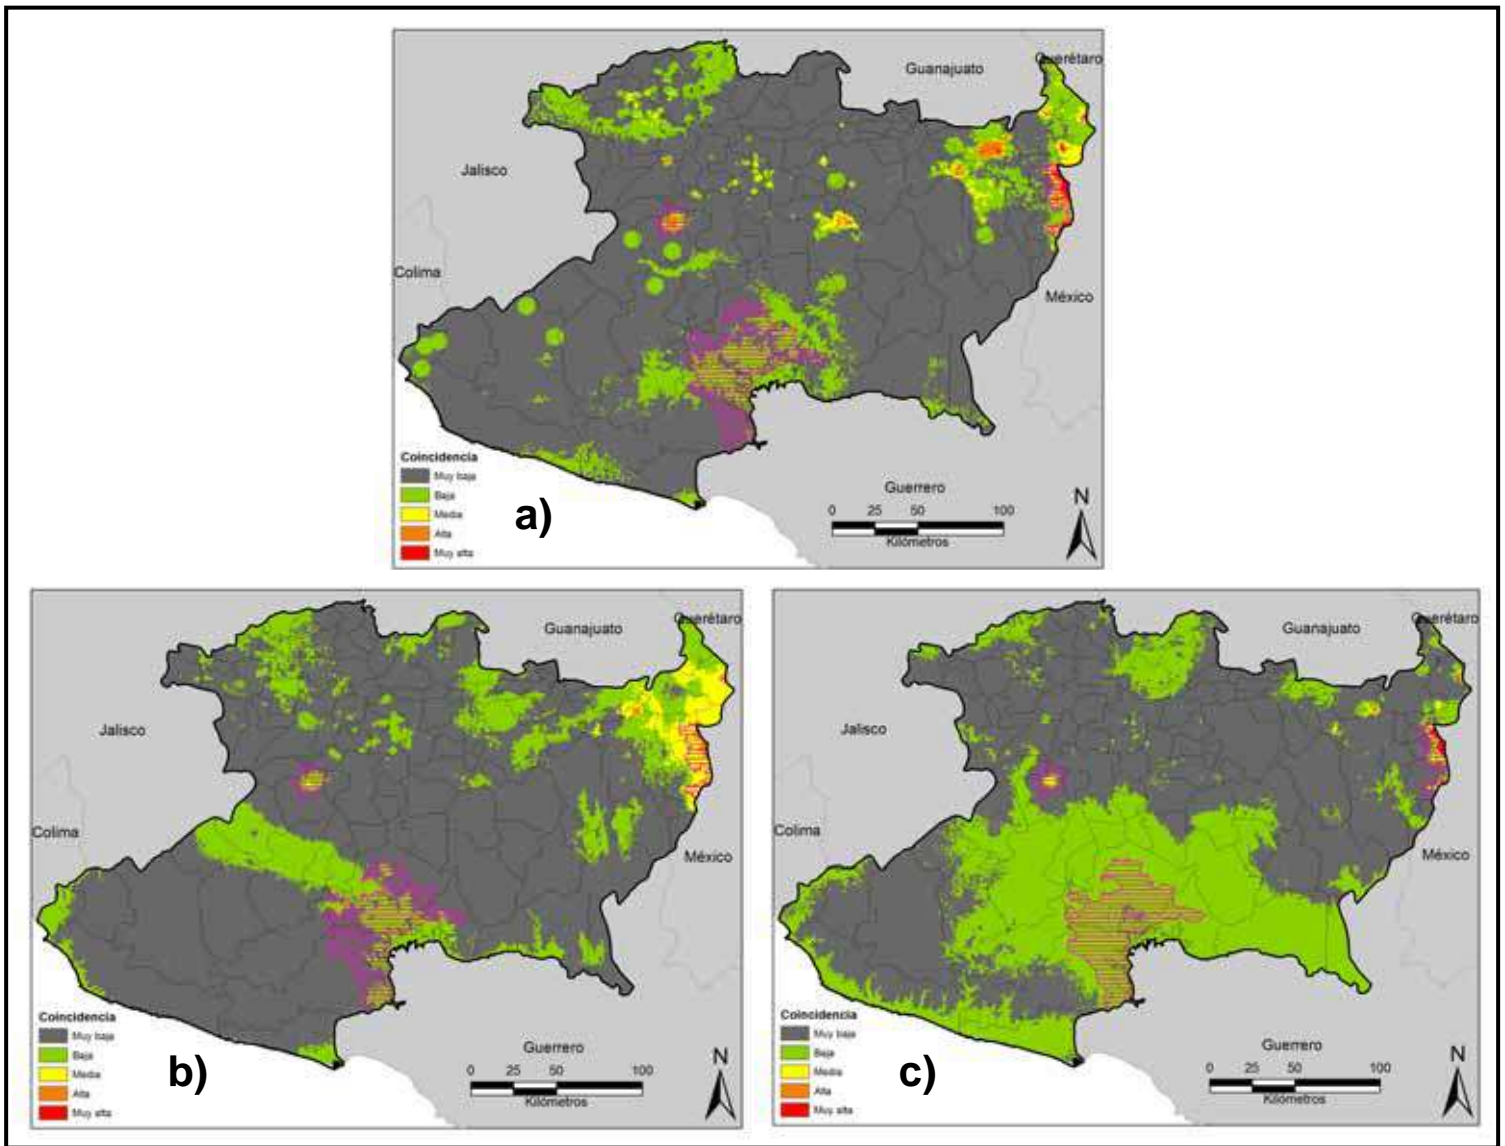 Guanajuato
Querétaro
Jalisco
Colima
México
Coincidencia
Muy baja
Baja
Media
Alta
Muy alta
a)
Guerrero
0 25 50 100
Kilómetros
N
Guanajuato
Querétaro
Jalisco
Colima
México
Coincidencia
Muy baja
Baja
Media
Alta
Muy alta
b)
Guerrero
0 25 50 100
Kilómetros
N
Guanajuato
Querétaro
Jalisco
Colima
México
Coincidencia
Muy baja
Baja
Media
Alta
Muy alta
c)
Guerrero
0 25 50 100
Kilómetros
N